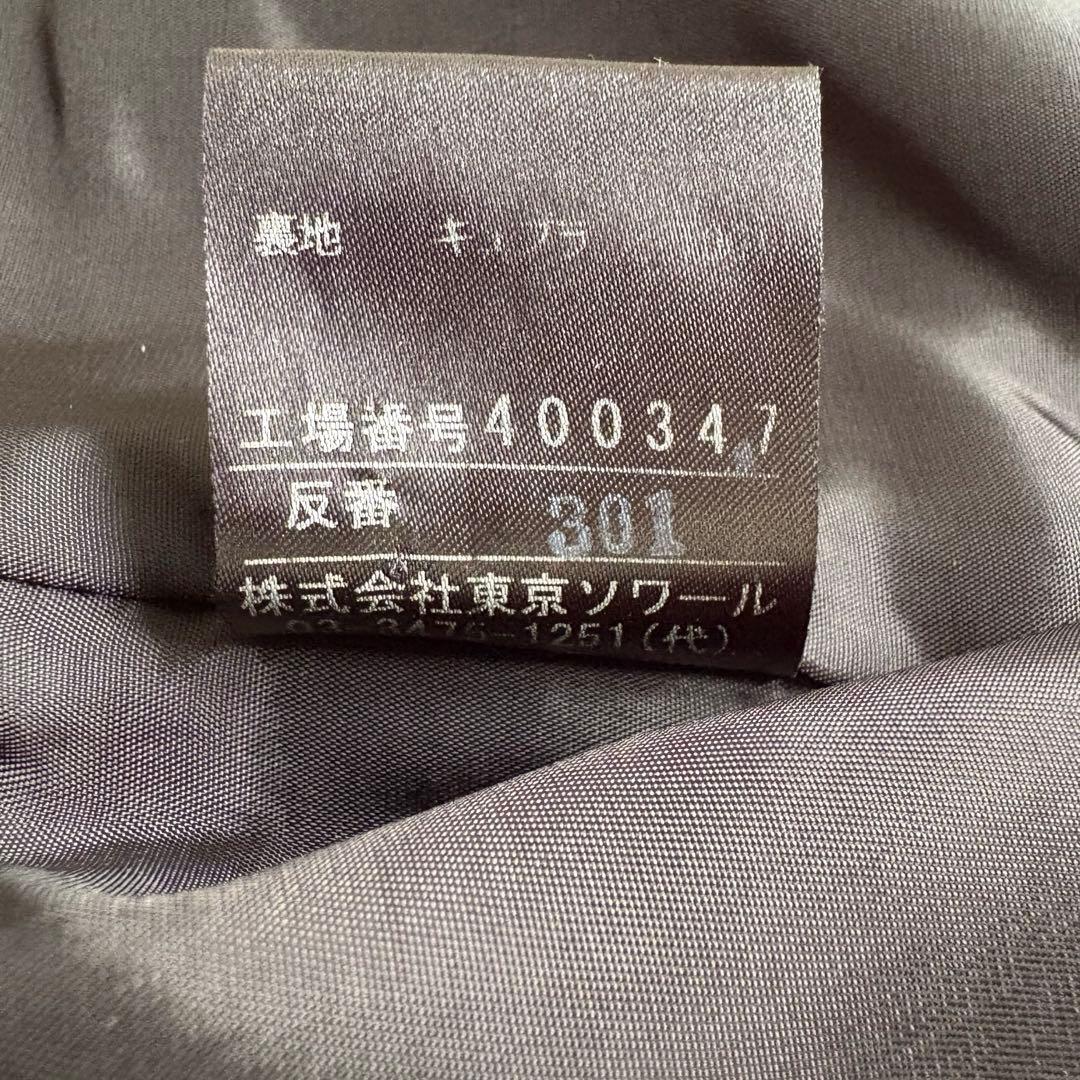 裏地 キュプラ
工場番号400347
反番 301
株式会社東京ソワール
03-3475-1251(代)